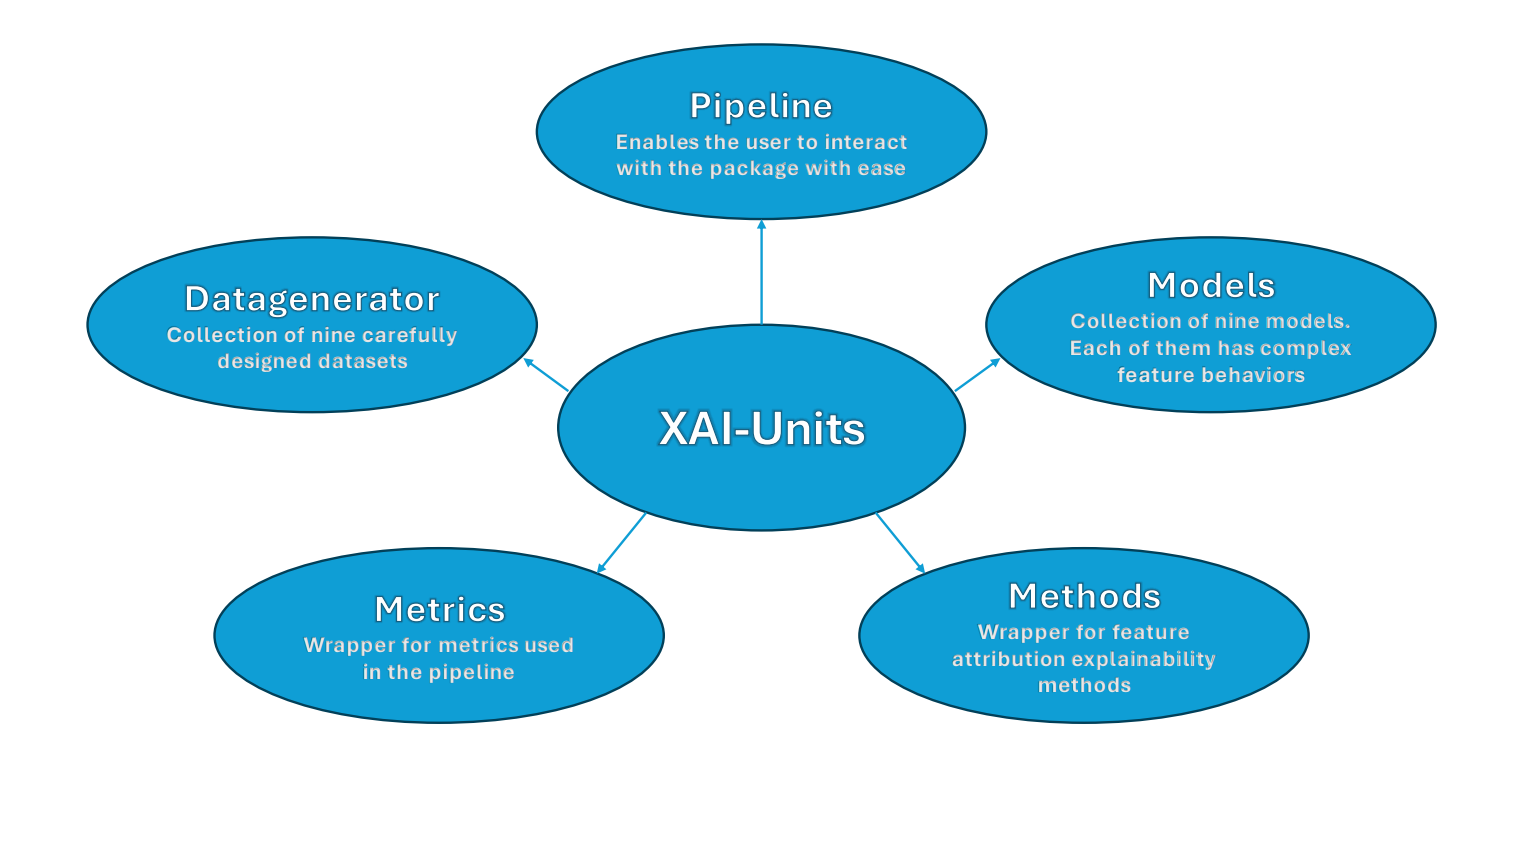 Pipeline
Enables the user to interact
with the package with ease
Datagenerator
Collection of nine carefully
designed datasets
Models
Collection of nine models.
Each of them has complex
feature behaviors
XAI-Units
Metrics
Wrapper for metrics used
in the pipeline
Methods
Wrapper for feature
attribution explainability
methods